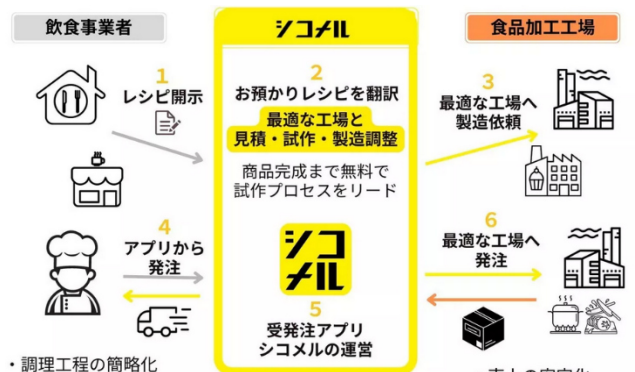 飲食事業者
シコメル
食品加工工場
1
レシピ開示
2
お預かりレシピを翻訳
最適な工場と
見積・試作・製造調整
商品完成まで無料で
試作プロセスをリード
3
最適な工場へ
製造依頼
4
アプリから
発注
シコ
メル
5
受発注アプリ
シコメルの運営
6
最適な工場へ
発注
・調理工程の簡略化